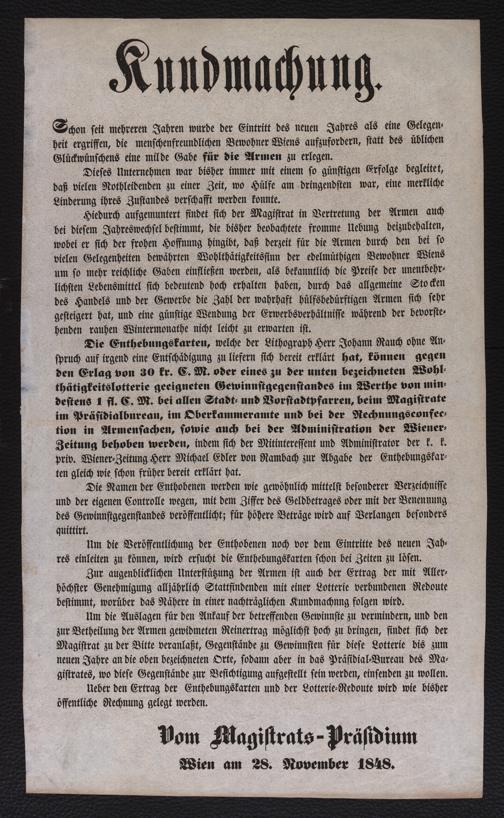 Kundmachung.
Schon seit mehreren Jahren wurde der Eintritt des neuen Jahres als eine Gelegen-
heit ergriffen, die menschenfreundlichen Bewohner Wiens aufzufordern, statt des üblichen
Glückwünschens eine milde Gabe für die Armen zu erlegen.
Dieses Unternehmen war bisher immer mit einem so günstigen Erfolge begleitet,
daß vielen Nothleidenden zu einer Zeit, wo Hülfe am dringendsten war, eine merkliche
Linderung ihres Zustandes verschafft werden konnte.
Hiedurch aufgemuntert findet sich der Magistrat in Vertretung der Armen auch
bei diesem Jahreswechsel bestimmt, die bisher beobachtete fromme Uebung beizubehalten,
wobei er sich der frohen Hoffnung hingibt, daß derzeit für die Armen durch den bei so
vielen Gelegenheiten bewährten Wohlthätigkeitssinn der edelmüthigen Bewohner Wiens
um so mehr reichliche Gaben einfließen werden, als bekanntlich die Preise der unentbehr-
lichsten Lebensmittel sich bedeutend hoch erhalten haben, durch das allgemeine Stocken
des Handels und der Gewerbe die Zahl der wahrhaft hülfsbedürftigen Armen sich sehr
gesteigert hat, und eine günstige Wendung der Erwerbsverhältnisse während der bevorste-
henden rauhen Wintermonathe nicht leicht zu erwarten ist.
Die Enthebungskarten, welche der Lithograph Herr Johann Rauch ohne An-
spruch auf irgend eine Entschädigung zu liefern sich bereit erklärt hat, können gegen
den Erlag von 30 kr. C. M. oder eines zu der unten bezeichneten Wohl-
thätigkeitslotterie geeigneten Gewinnstgegenstandes im Werthe von min-
destens 1 fl. C. M. bei allen Stadt- und Vorstadtpfarren, beim Magistrate
im Präsidialbureau, im Oberkammeramte und bei der Rechnungsconfec-
tion in Armensachen, sowie auch bei der Administration der Wiener-
Zeitung behoben werden, indem sich der Mitinteressent und Administrator der k. k.
priv. Wiener-Zeitung Herr Michael Edler von Rambach zur Abgabe der Enthebungskar-
ten gleich wie schon früher bereit erklärt hat.
Die Namen der Enthobenen werden wie gewöhnlich mittelst besonderer Verzeichnisse
und der eigenen Controlle wegen, mit dem Ziffer des Geldbetrages oder mit der Benennung
des Gewinnstgegenstandes veröffentlicht; für höhere Beträge wird auf Verlangen besonders
quittirt.
Um die Veröffentlichung der Enthobenen noch vor dem Eintritte des neuen Jah-
res einleiten zu können, wird ersucht die Enthebungskarten schon bei Zeiten zu lösen.
Zur augenblicklichen Unterstützung der Armen ist auch der Ertrag der mit Aller-
höchster Genehmigung alljährlich Stattfindenden mit einer Lotterie verbundenen Redoute
bestimmt, worüber das Nähere in einer nachträglichen Kundmachung folgen wird.
Um die Auslagen für den Ankauf der betreffenden Gewinnste zu vermindern, und den
zur Betheilung der Armen gewidmeten Reinertrag möglichst hoch zu bringen, findet sich der
Magistrat zu der Bitte veranlaßt, Gegenstände zu Gewinnsten für diese Lotterie bis zum
neuen Jahre an die oben bezeichneten Orte, sodann aber in das Präsidial-Bureau des Ma-
gistrates, wo diese Gegenstände zur Besichtigung aufgestellt sein werden, einsenden zu wollen.
Ueber den Ertrag der Enthebungskarten und der Lotterie-Redoute wird wie bisher
öffentliche Rechnung gelegt werden.
Vom Magistrats-Präsidium
Wien am 28. November 1848.